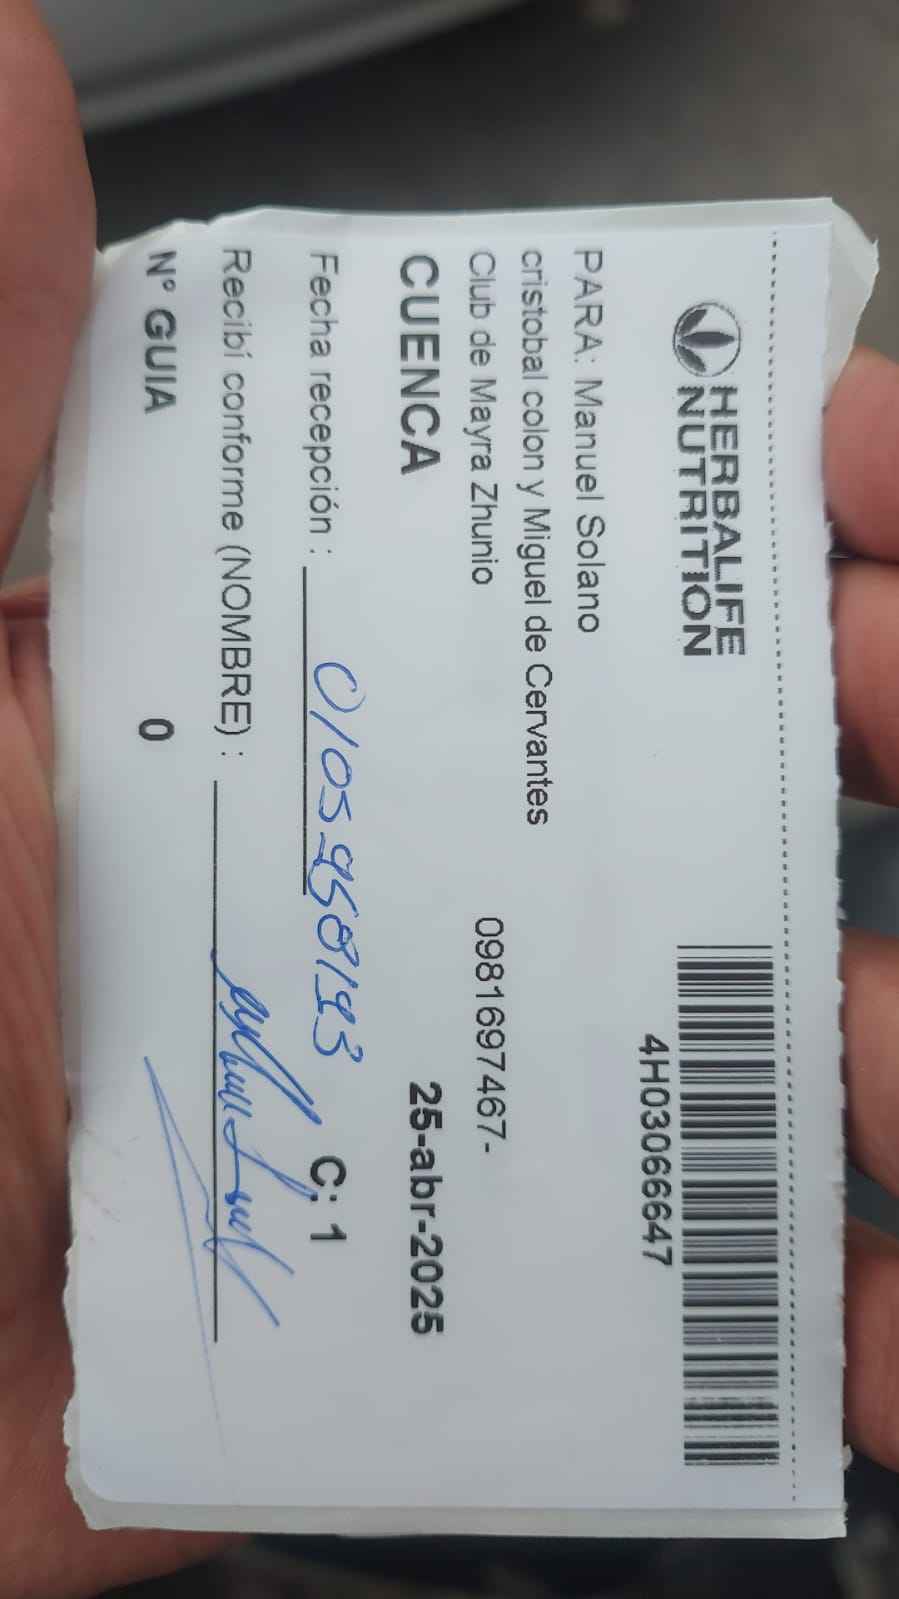 HERBALIFE
NUTRITION
4H03066647
PARA: Manuel Solano
cristobal colon y Miguel de Cervantes
Club de Mayra Zhunio 0981697467-
CUENCA 25-abr-2025
Fecha recepción : 0105958193 C: 1
Recibí conforme (NOMBRE) :
N° GUIA 0